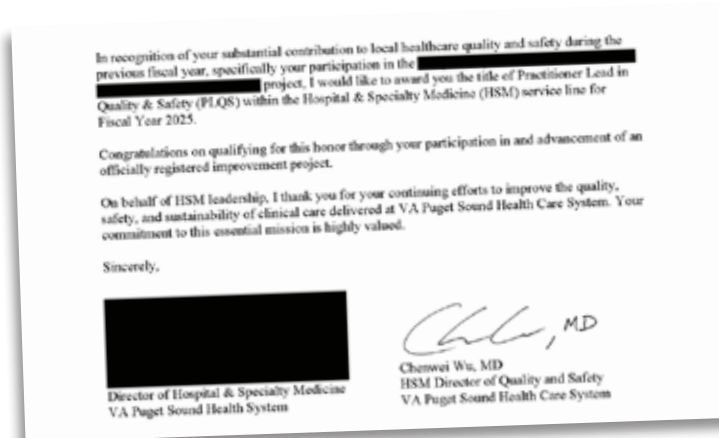 In recognition of your substantial contribution to local healthcare quality and safety during the
previous fiscal year, specifically your participation in the
project, I would like to award you the title of Practitioner Lead in
Quality & Safety (PLQS) within the Hospital & Specialty Medicine (HSM) service line for
Fiscal Year 2025.
Congratulations on qualifying for this honor through your participation in and advancement of an
officially registered improvement project.
On behalf of HSM leadership, I thank you for your continuing efforts to improve the quality,
safety, and sustainability of clinical care delivered at VA Puget Sound Health Care System. Your
commitment to this essential mission is highly valued.
Sincerely,
Director of Hospital & Specialty Medicine
VA Puget Sound Health System
, MD
Chenwei Wu, MD
HSM Director of Quality and Safety
VA Puget Sound Health Care System